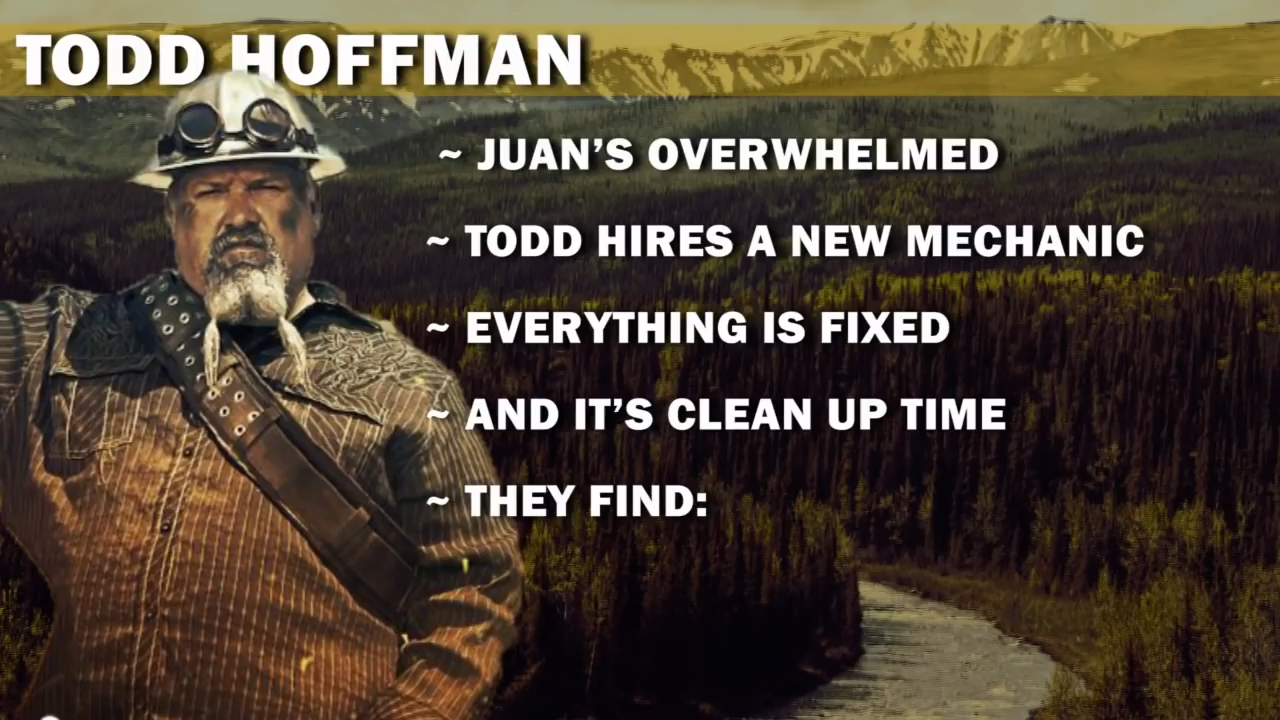 TODD HOFFMAN
~ JUAN’S OVERWHELMED
~ TODD HIRES A NEW MECHANIC
~ EVERYTHING IS FIXED
~ AND IT’S CLEAN UP TIME
~ THEY FIND: